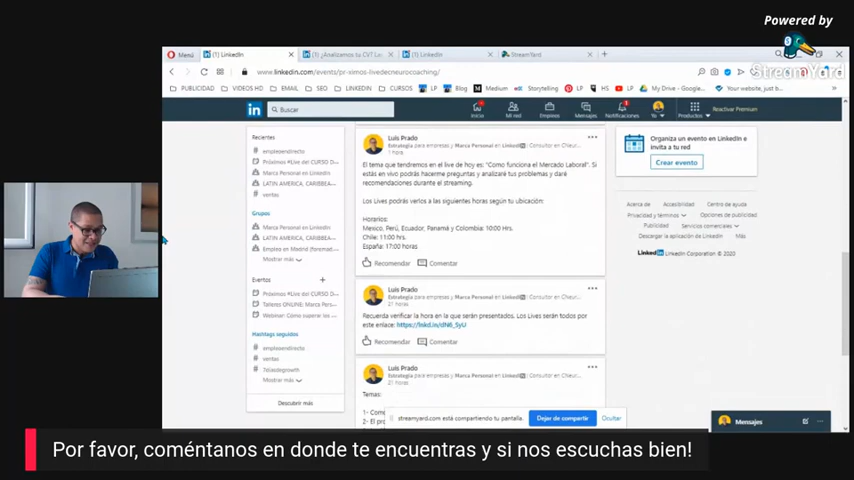 Powered by
StreamYard
Menú
(1) LinkedIn
(3) ¿Analizamos tu CV? Lo
(1) LinkedIn
StreamYard
www.linkedin.com/events/pr-ximos-livedecneurocoaching/
PUBLICIDAD
VIDEOS HD
EMAIL
SEO
LINKEDIN
CURSOS
LP
Blog
Medium
Storytelling
LP
HS
LP
My Drive - Google...
Your website, just b...
in
Buscar
Inicio
Mi red
Empleos
Mensajes
Notificaciones
Yo
Productos
Reactivar Premium
Recientes
empleoendirecto
Próximos #Live del CURSO D...
Marca Personal en LinkedIn
LATIN AMERICA, CARIBBEA...
ventas
Grupos
Marca Personal en LinkedIn
LATIN AMERICA, CARIBBEA...
Empleo en Madrid (foremat...
Mostrar más
Eventos
+
Próximos #Live del CURSO D...
Talleres ONLINE: Marca Pers...
Webinar: Como superar los ...
Hashtags seguidos
empleoendirecto
ventas
Mostrar más
Descubrir más
Luis Prado
Estrategia para empresas y Marca Personal en LinkedIn | Consultor en
1 hora
El tema que tendremos en el live de hoy es: "Como funciona el Mercado Laboral". Si
estás en vivo podrás hacerme preguntas y analizaré tus problemas y daré
recomendaciones durante el streaming.
Los Lives podrás verlos a las siguientes horas según tu ubicación:
Horarios:
Mexico, Perú, Ecuador, Panamá y Colombia: 10:00 Hrs.
Chile: 11:00 hrs.
España: 17:00 horas
Recomendar
Comentar
Luis Prado
Estrategia para empresas y Marca Personal en LinkedIn | Consultor en
21 horas
Recuerda verificar la hora en la que serán presentados. Los Lives serán todos por
este enlace:
Recomendar
Comentar
Luis Prado
Estrategia para empresas y Marca Personal en LinkedIn | Consultor en
21 horas
Temas:
1- Com
2- El pro
Organiza un evento en LinkedIn e
invita a tu red
Crear evento
Acerca de
Accesibilidad
Centro de ayuda
Privacidad y términos
Opciones de publicidad
Publicidad
Servicios comerciales
Descargar la aplicación de LinkedIn
Más
LinkedIn LinkedIn Corporation © 2020
streamyard.com está compartiendo tu pantalla.
Dejar de compartir
Ocultar
Mensajes
Por favor, coméntanos en donde te encuentras y si nos escuchas bien!